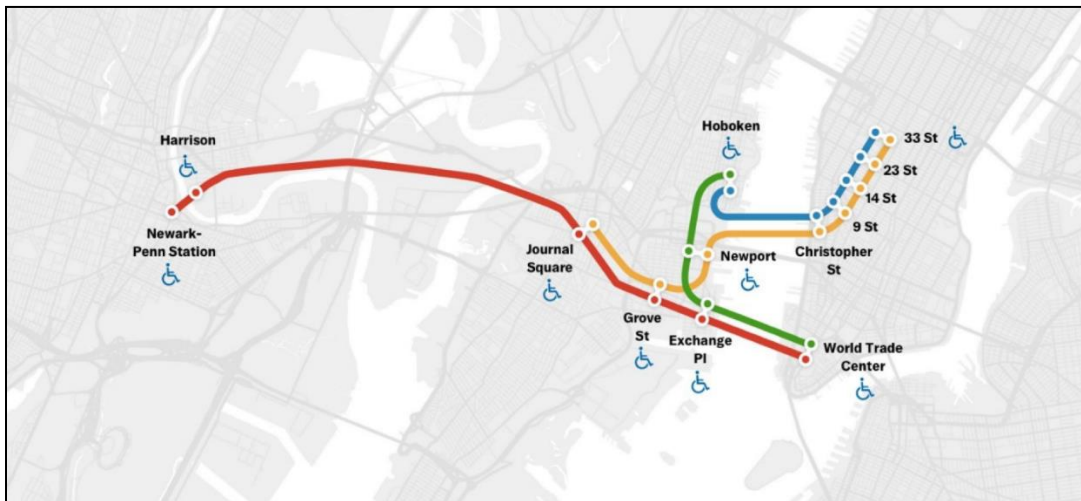 Harrison
Newark-
Penn Station
Journal
Square
Grove
St
Exchange
Pl
Hoboken
Newport
Christopher
St
33 St
23 St
14 St
9 St
World Trade
Center